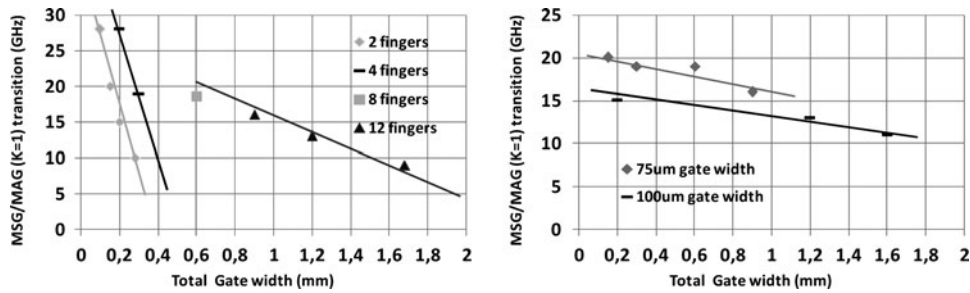 MSG/MAG (K=1) transition (GHz)
30
25
20
15
10
5
0
2 fingers
4 fingers
8 fingers
12 fingers
0 0,2 0,4 0,6 0,8 1 1,2 1,4 1,6 1,8 2
Total Gate width (mm)
MSG/MAG (K=1) transition (GHz)
25
20
15
10
5
0
75um gate width
100um gate width
0 0,2 0,4 0,6 0,8 1 1,2 1,4 1,6 1,8 2
Total Gate width (mm)